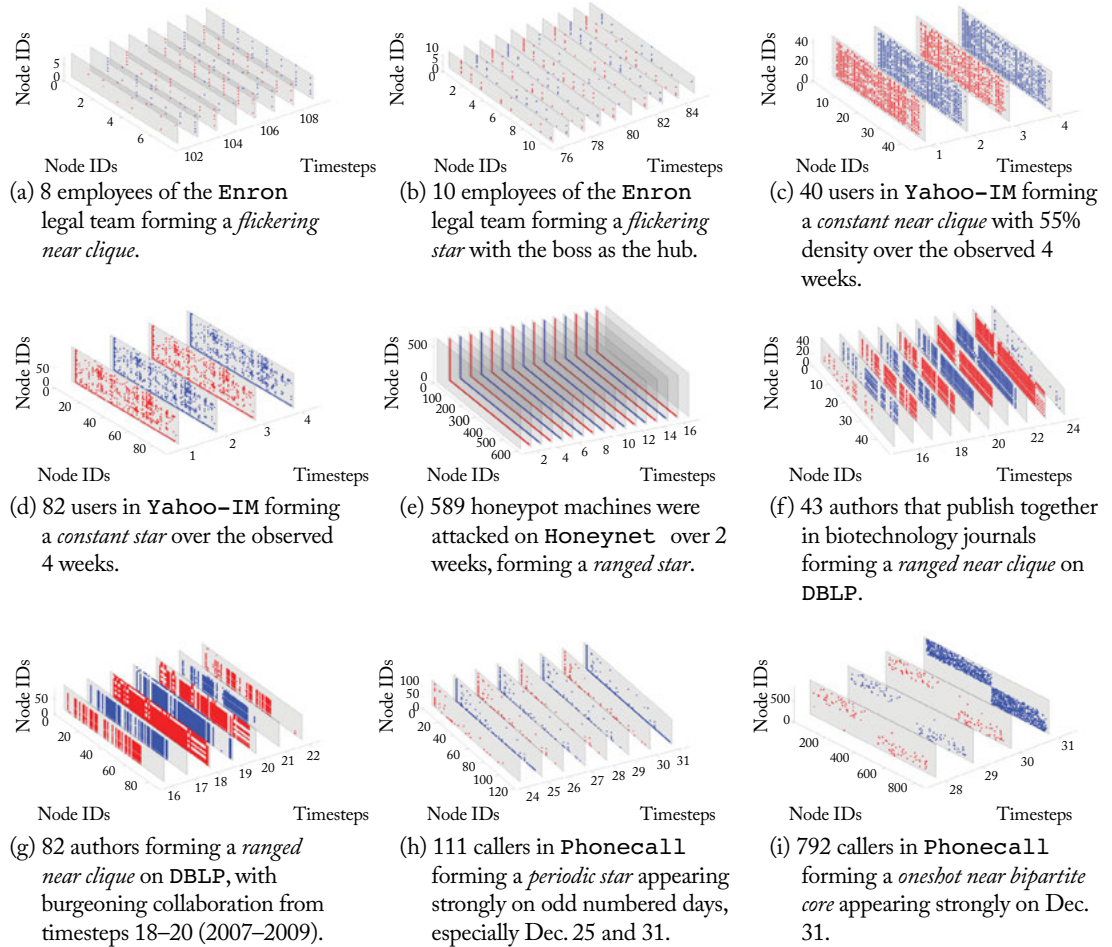 Node IDs
5
0
0
2
4
6
102
104
106
108
Node IDs
Timesteps
(a) 8 employees of the Enron
legal team forming a flickering
near clique.
Node IDs
10
5
0
0
2
4
6
8
10
76
78
80
82
84
Node IDs
Timesteps
(b) 10 employees of the Enron
legal team forming a flickering
star with the boss as the hub.
Node IDs
40
20
0
10
20
30
40
1
2
3
4
Node IDs
Timesteps
(c) 40 users in Yahoo-IM forming
a constant near clique with 55%
density over the observed 4
weeks.
Node IDs
50
0
0
20
40
60
80
1
2
3
4
Node IDs
Timesteps
(d) 82 users in Yahoo-IM forming
a constant star over the observed
4 weeks.
Node IDs
500
0
0
100
200
300
400
500
600
2
4
6
8
10
12
14
16
Node IDs
Timesteps
(e) 589 honeypot machines were
attacked on Honeynet over 2
weeks, forming a ranged star.
Node IDs
40
20
0
0
10
20
30
40
16
18
20
22
24
Node IDs
Timesteps
(f) 43 authors that publish together
in biotechnology journals
forming a ranged near clique on
DBLP.
Node IDs
50
0
0
20
40
60
80
16
17
18
19
20
21
22
Node IDs
Timesteps
(g) 82 authors forming a ranged
near clique on DBLP, with
burgeoning collaboration from
timesteps 18–20 (2007–2009).
Node IDs
100
50
0
0
20
40
60
80
100
120
24
25
26
27
28
29
30
31
Node IDs
Timesteps
(h) 111 callers in Phonecall
forming a periodic star appearing
strongly on odd numbered days,
especially Dec. 25 and 31.
Node IDs
500
0
200
400
600
800
28
29
30
31
Node IDs
Timesteps
(i) 792 callers in Phonecall
forming a oneshot near bipartite
core appearing strongly on Dec.
31.